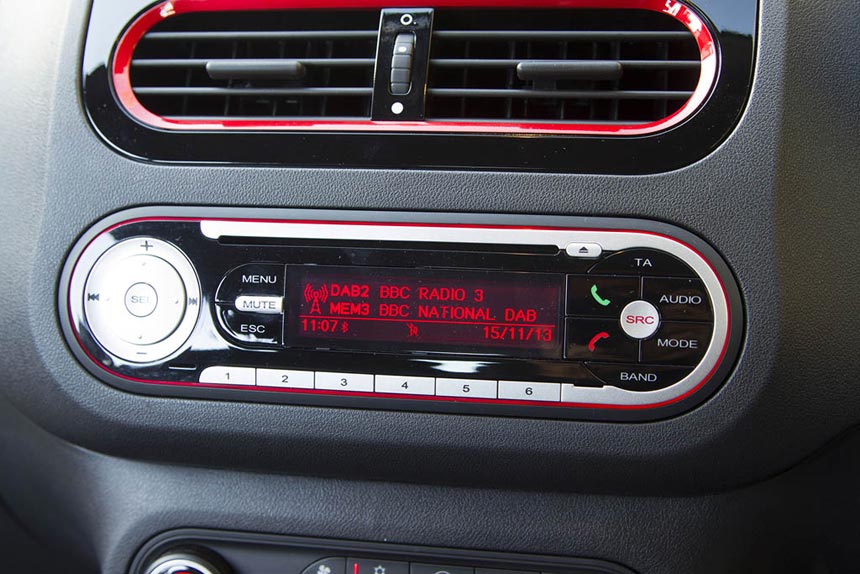 MENU
MUTE
ESC
SEL
DAB2 BBC RADIO 3
MEM3 BBC NATIONAL DAB
11:07 15/11/13
TA
AUDIO
SRC
MODE
BAND
1 2 3 4 5 6